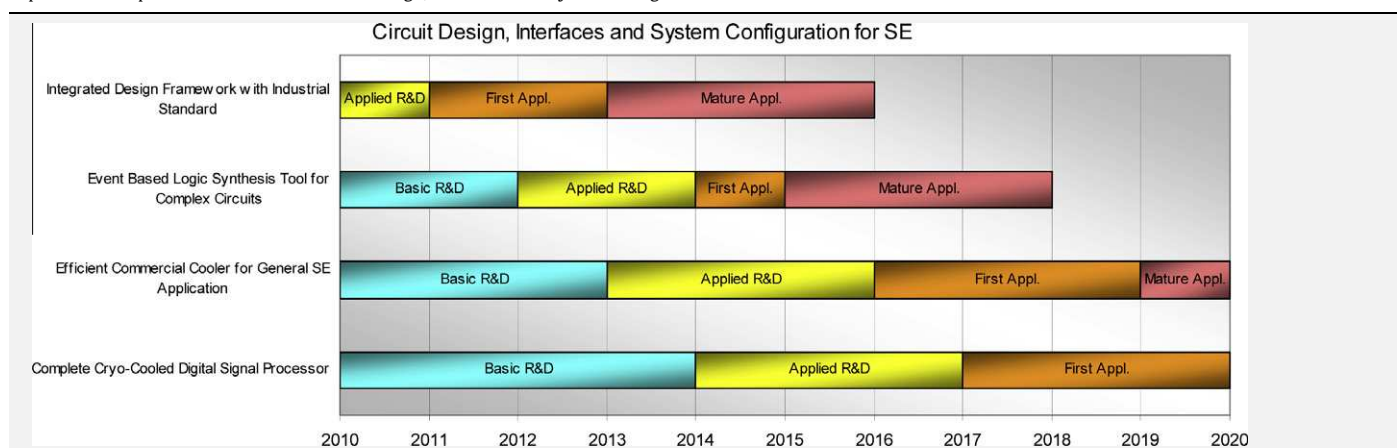 Circuit Design, Interfaces and System Configuration for SE
Integrated Design Framework with Industrial
Standard
Applied R&D First Appl. Mature Appl.
Event Based Logic Synthesis Tool for
Complex Circuits
Basic R&D Applied R&D First Appl. Mature Appl.
Efficient Commercial Cooler for General SE
Application
Basic R&D Applied R&D First Appl. Mature Appl.
Complete Cryo-Cooled Digital Signal Processor
Basic R&D Applied R&D First Appl.
2010 2011 2012 2013 2014 2015 2016 2017 2018 2019 2020